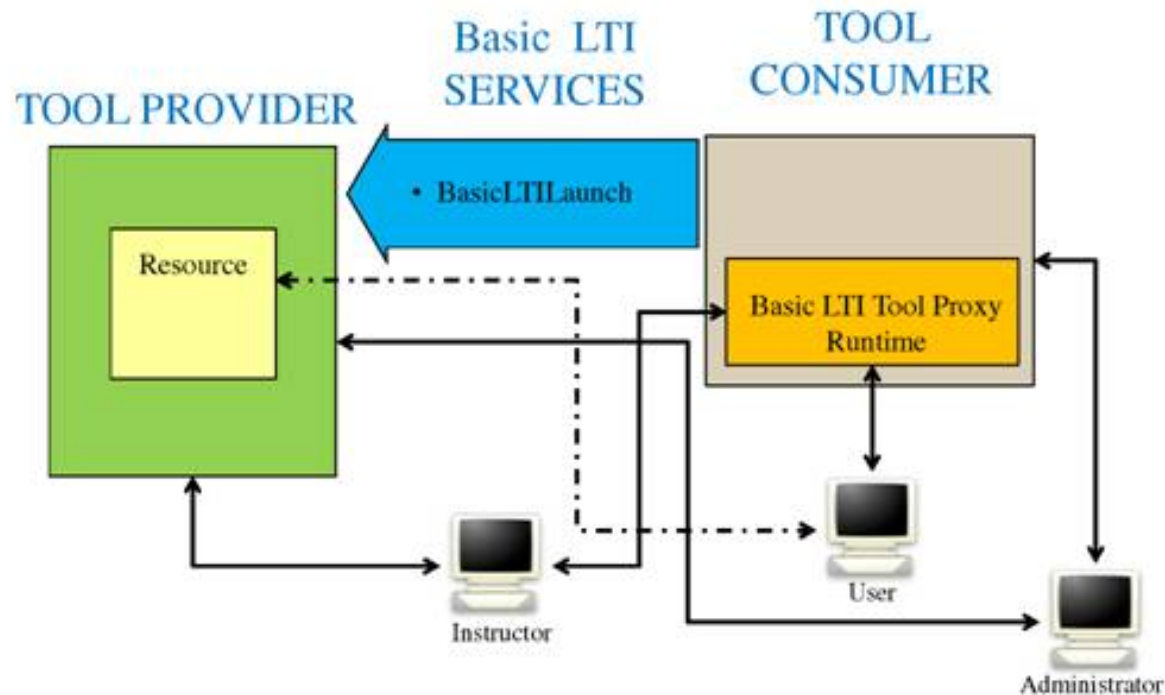 Basic LTI
SERVICES
TOOL
CONSUMER
TOOL PROVIDER
• BasicLTILaunch
Resource
Basic LTI Tool Proxy
Runtime
User
Instructor
Administrator